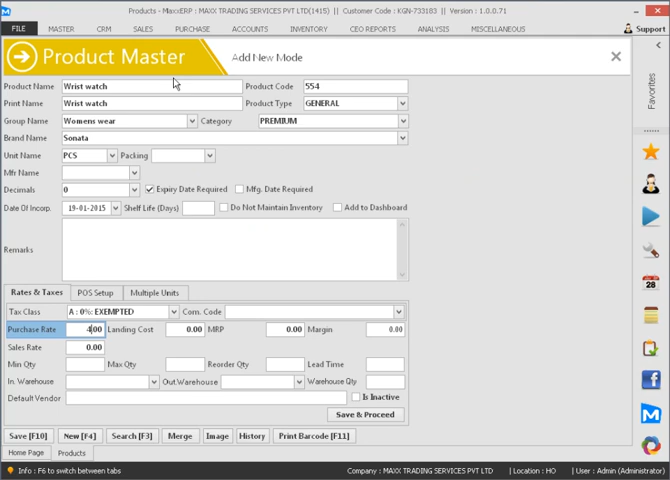 Products - MaxxERP : MAXX TRADING SERVICES PVT LTD(1415) || Customer Code : KGN-733183 || Version : 1.0.0.71
FILE MASTER CRM SALES PURCHASE ACCOUNTS INVENTORY CEO REPORTS ANALYSIS MISCELLANEOUS Support
Product Master Add New Mode
Favorites
Product Name Wrist watch Product Code 554
Print Name Wrist watch Product Type GENERAL
Group Name Womens wear Category PREMIUM
Brand Name Sonata
Unit Name PCS Packing
Mfr Name
Decimals 0 Expiry Date Required Mfg. Date Required
Date Of Incorp. 19-01-2015 Shelf Life (Days) Do Not Maintain Inventory Add to Dashboard
Remarks
28
Rates & Taxes POS Setup Multiple Units
Tax Class A : 0%: EXEMPTED Com. Code
Purchase Rate 400 Landing Cost 0.00 MRP 0.00 Margin 0.00
Sales Rate 0.00
Min Qty Max Qty Reorder Qty Lead Time
In. Warehouse Out.Warehouse Warehouse Qty
Default Vendor Is Inactive
Save & Proceed
Save [F10] New [F4] Search [F3] Merge Image History Print Barcode [F11]
Home Page Products
Info : F6 to switch between tabs Company : MAXX TRADING SERVICES PVT LTD | Location : HO | User : Admin (Administrator)